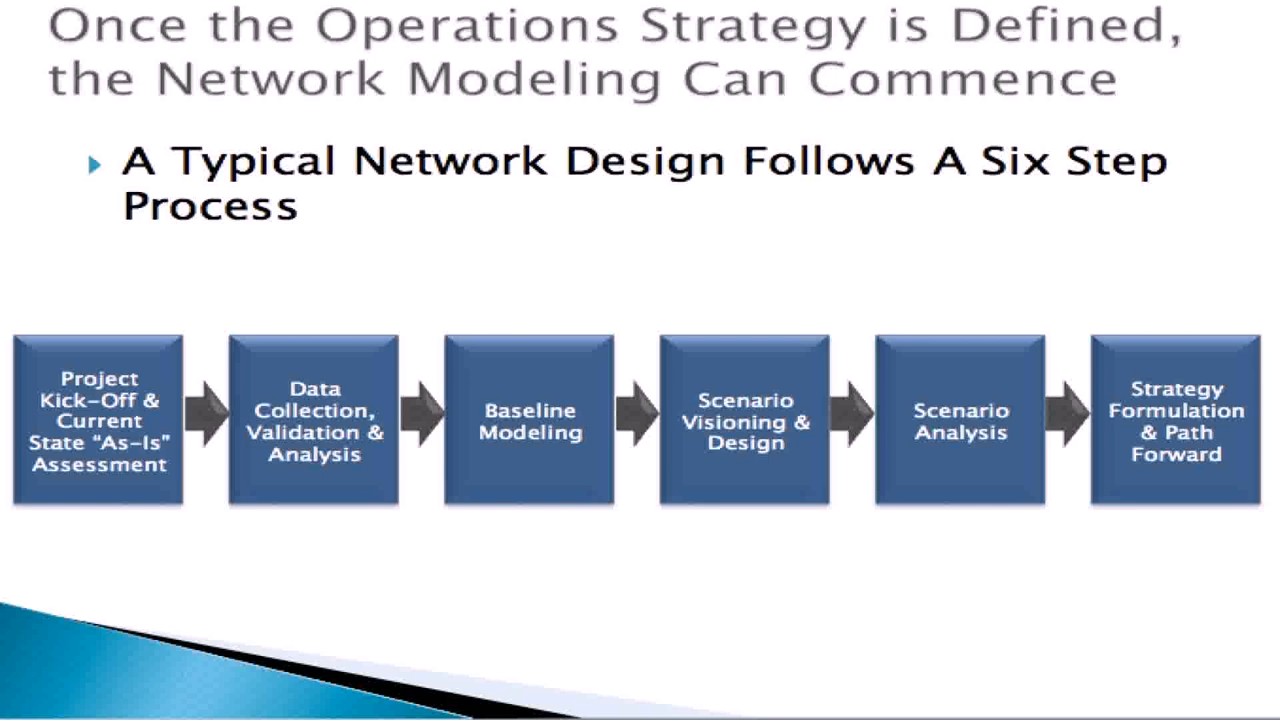 Once the Operations Strategy is Defined,
the Network Modeling Can Commence
A Typical Network Design Follows A Six Step
Process
Project
Kick-Off &
Current
State “As-Is”
Assessment
Data
Collection,
Validation &
Analysis
Baseline
Modeling
Scenario
Visioning &
Design
Scenario
Analysis
Strategy
Formulation
& Path
Forward